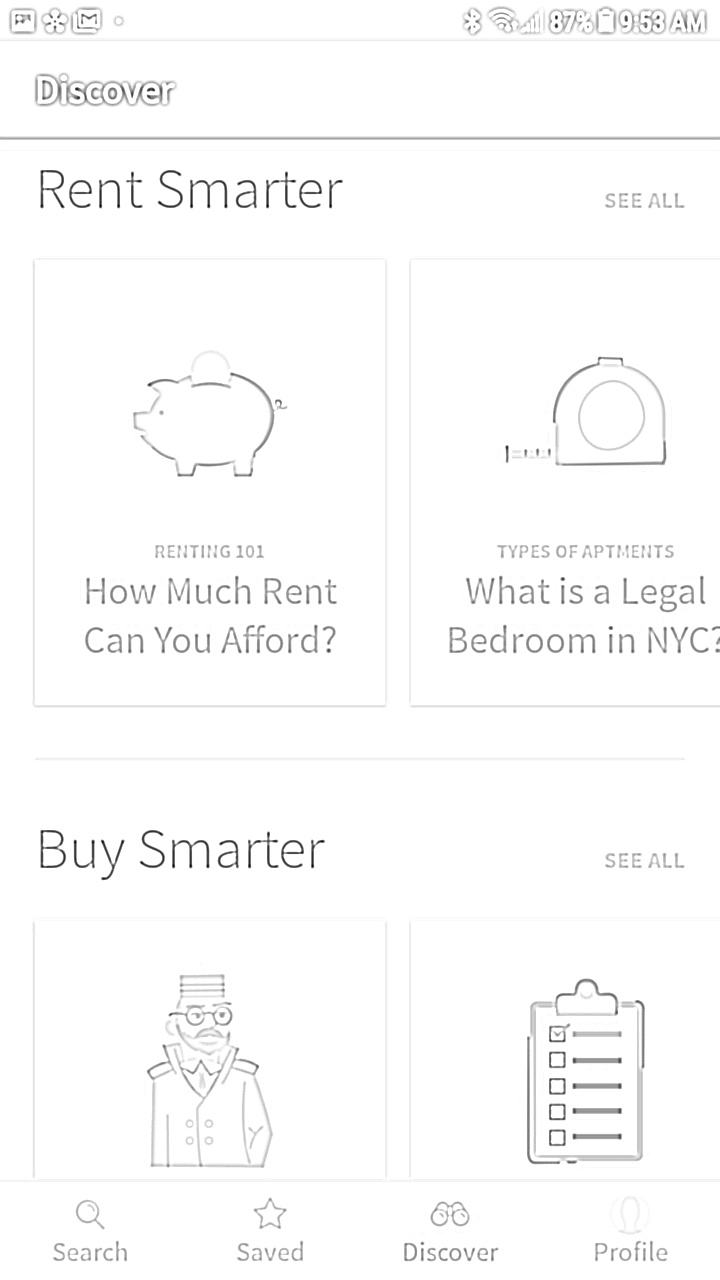 87% 9:53 AM
Discover
Rent Smarter
SEE ALL
RENTING 101
How Much Rent
Can You Afford?
TYPES OF APTMENTS
What is a Legal
Bedroom in NYC?
Buy Smarter
SEE ALL
Search
Saved
Discover
Profile